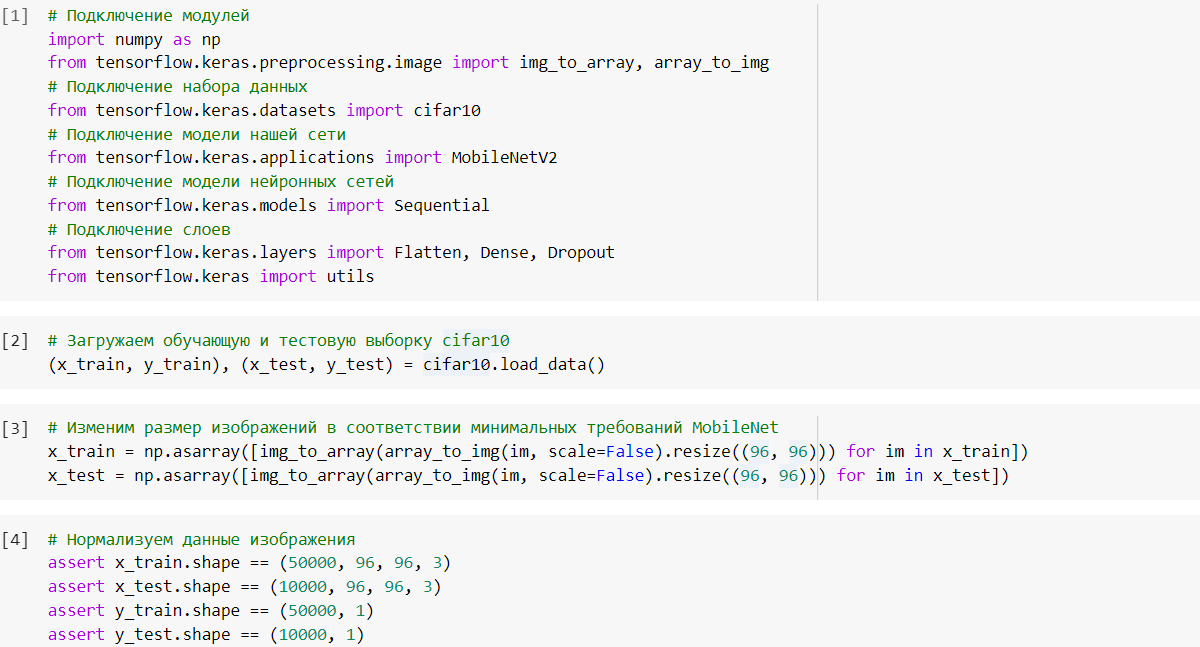 [1] # Подключение модулей
import numpy as np
from tensorflow.keras.preprocessing.image import img_to_array, array_to_img
# Подключение набора данных
from tensorflow.keras.datasets import cifar10
# Подключение модели нашей сети
from tensorflow.keras.applications import MobileNetV2
# Подключение модели нейронных сетей
from tensorflow.keras.models import Sequential
# Подключение слоев
from tensorflow.keras.layers import Flatten, Dense, Dropout
from tensorflow.keras import utils
[2] # Загружаем обучающую и тестовую выборку cifar10
(x_train, y_train), (x_test, y_test) = cifar10.load_data()
[3] # Изменим размер изображений в соответствии минимальных требований MobileNet
x_train = np.asarray([img_to_array(array_to_img(im, scale=False).resize((96, 96))) for im in x_train])
x_test = np.asarray([img_to_array(array_to_img(im, scale=False).resize((96, 96))) for im in x_test])
[4] # Нормализуем данные изображения
assert x_train.shape == (50000, 96, 96, 3)
assert x_test.shape == (10000, 96, 96, 3)
assert y_train.shape == (50000, 1)
assert y_test.shape == (10000, 1)